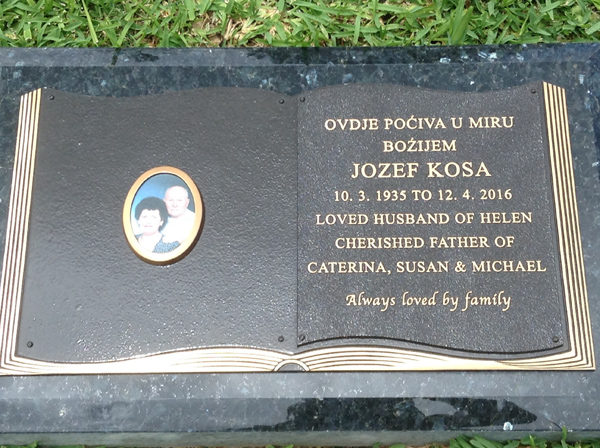 OVDJE POĆIVA U MIRU
BOŹIJEM
JOZEF KOSA
10. 3. 1935 TO 12. 4. 2016
LOVED HUSBAND OF HELEN
CHERISHED FATHER OF
CATERINA, SUSAN & MICHAEL
Always loved by family